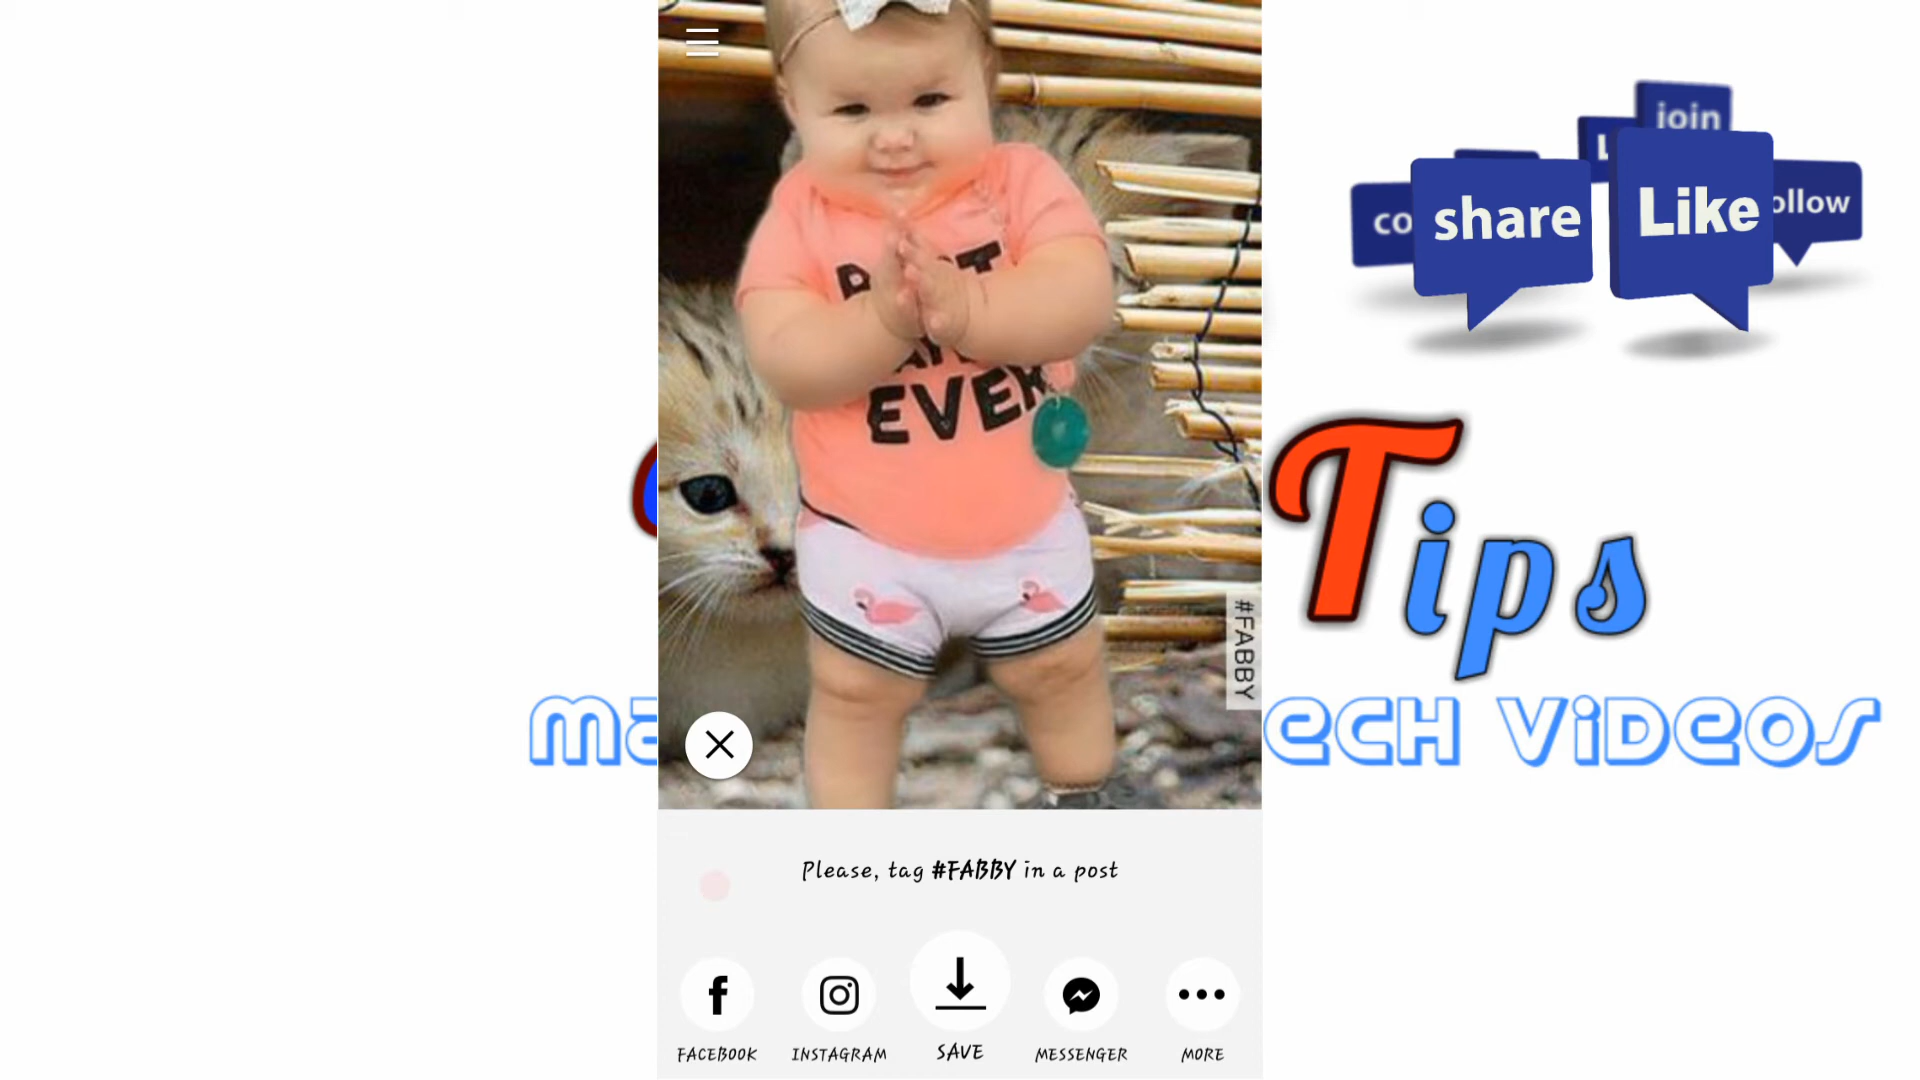 join
share
Like
ollow
co
EVER
Tips
ECH VIDEOS
#FABBY
Please, tag #FABBY in a post
FACEBOOK
INSTAGRAM
SAVE
MESSENGER
MORE